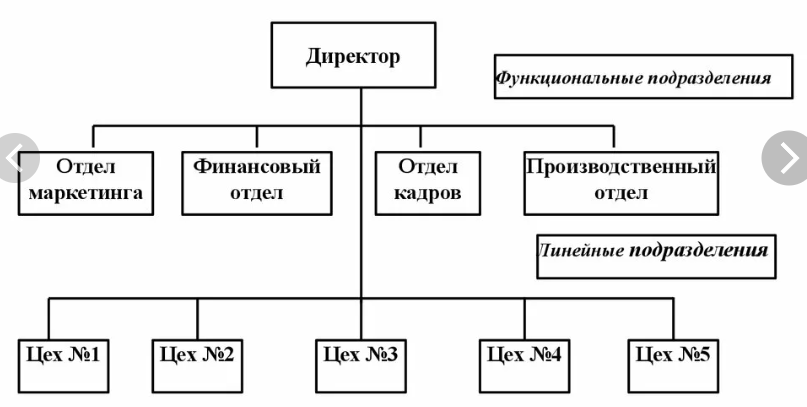 Директор
Функциональные подразделения
Отдел
маркетинга
Финансовый
отдел
Отдел
кадров
Производственный
отдел
Линейные подразделения
Цех №1
Цех №2
Цех №3
Цех №4
Цех №5